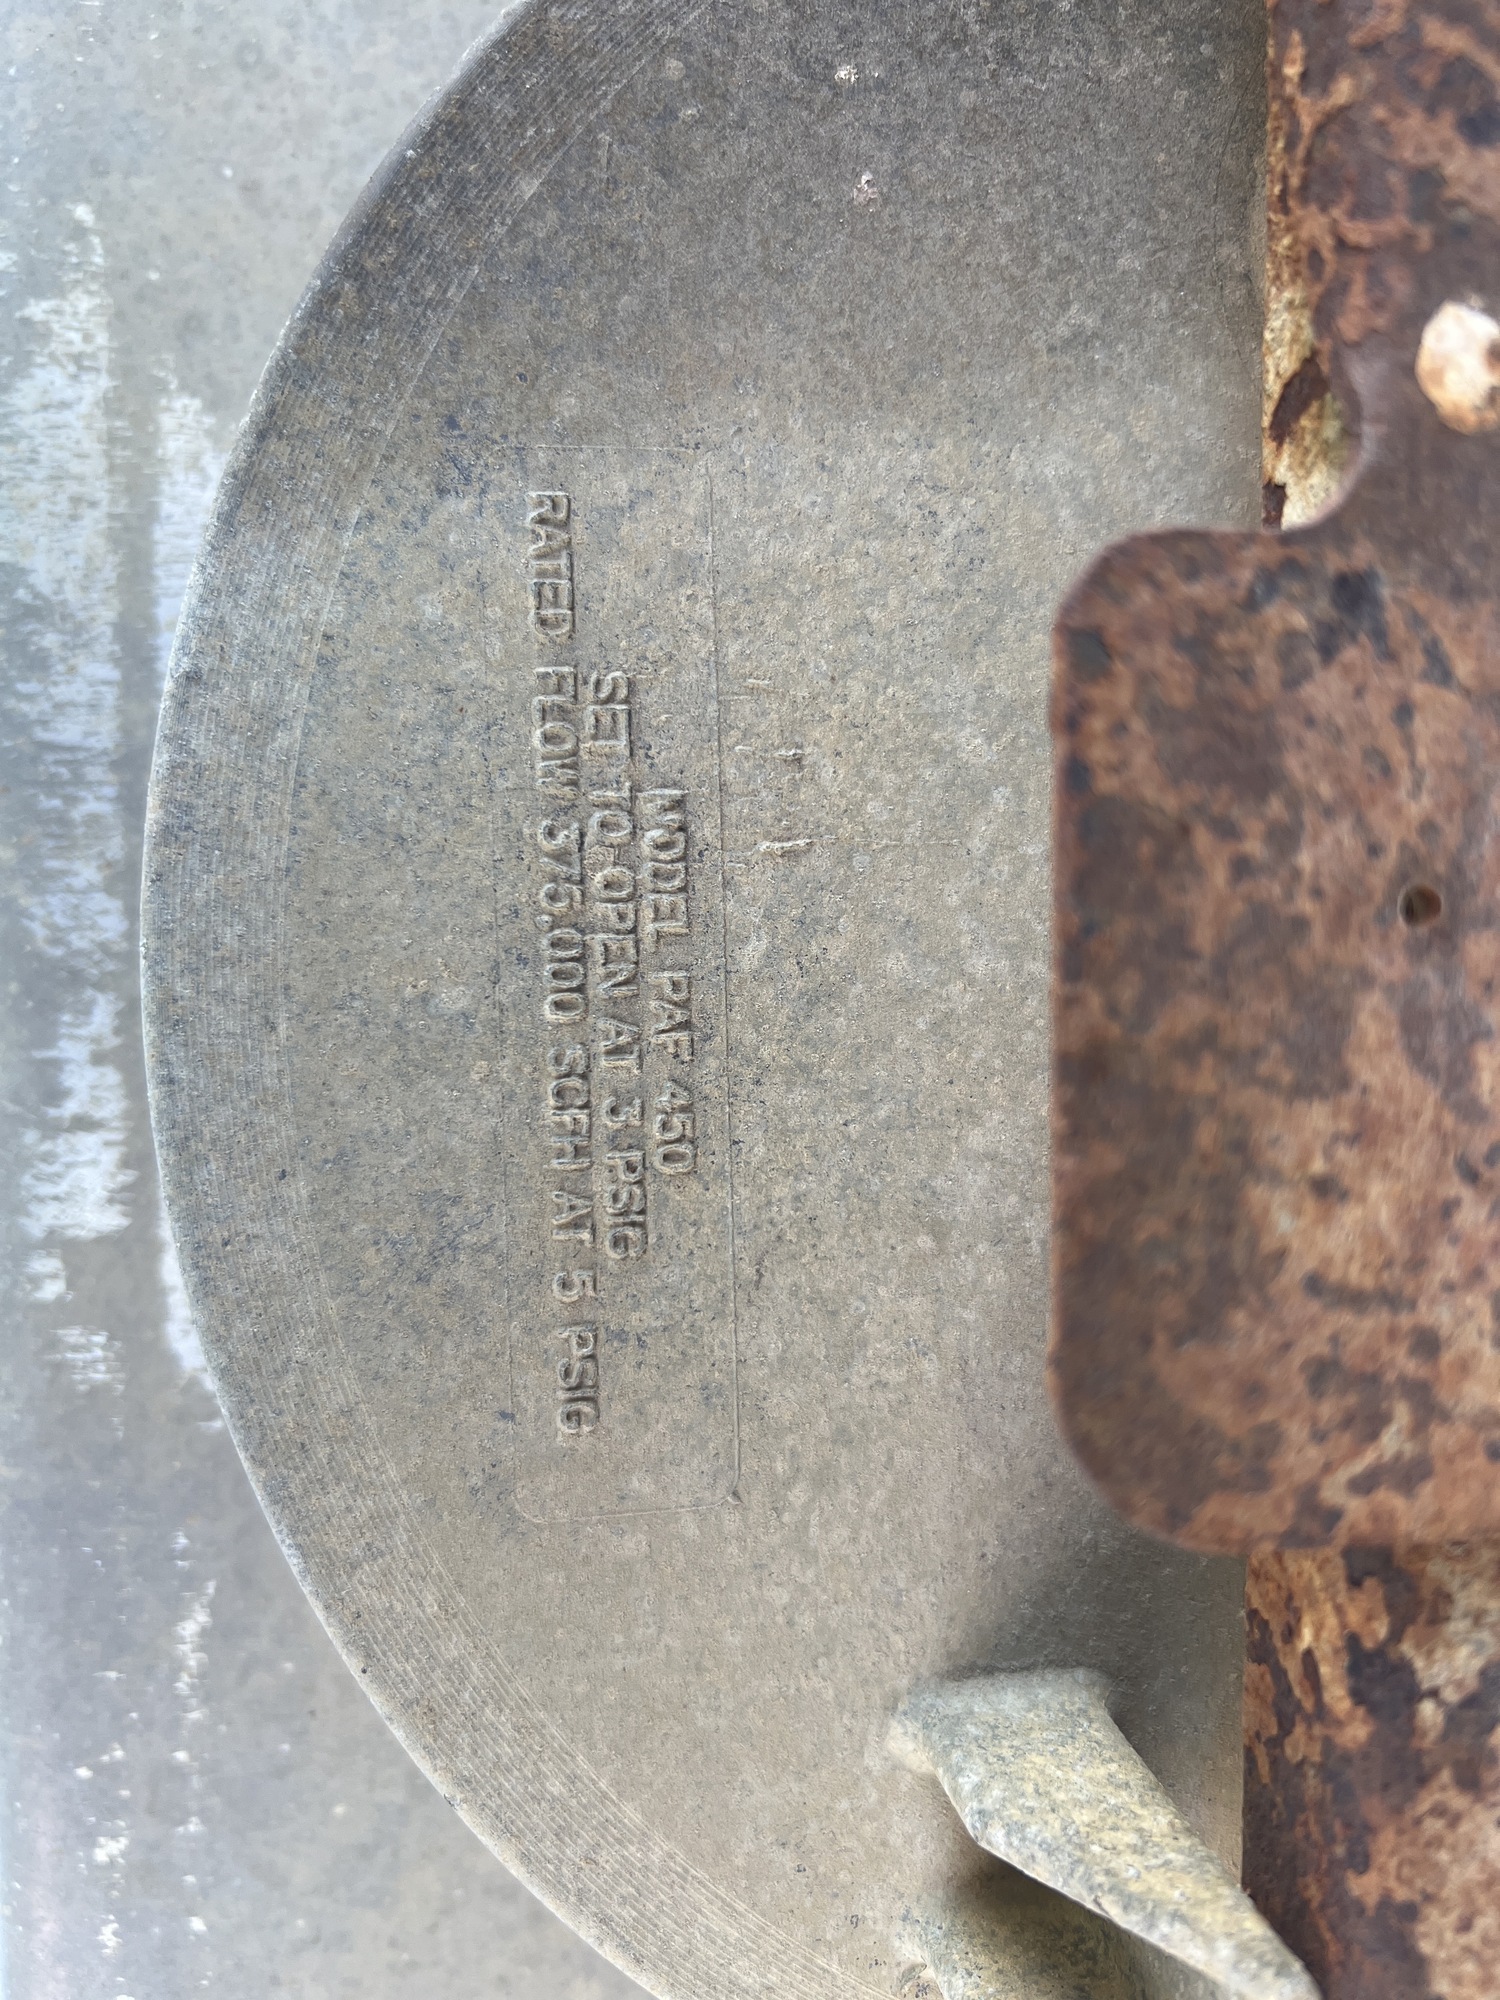 MODEL PAF 450
SET TO OPEN AT 3 PSIG
RATED FLOW 375,000 SCFH AT 5 PSIG